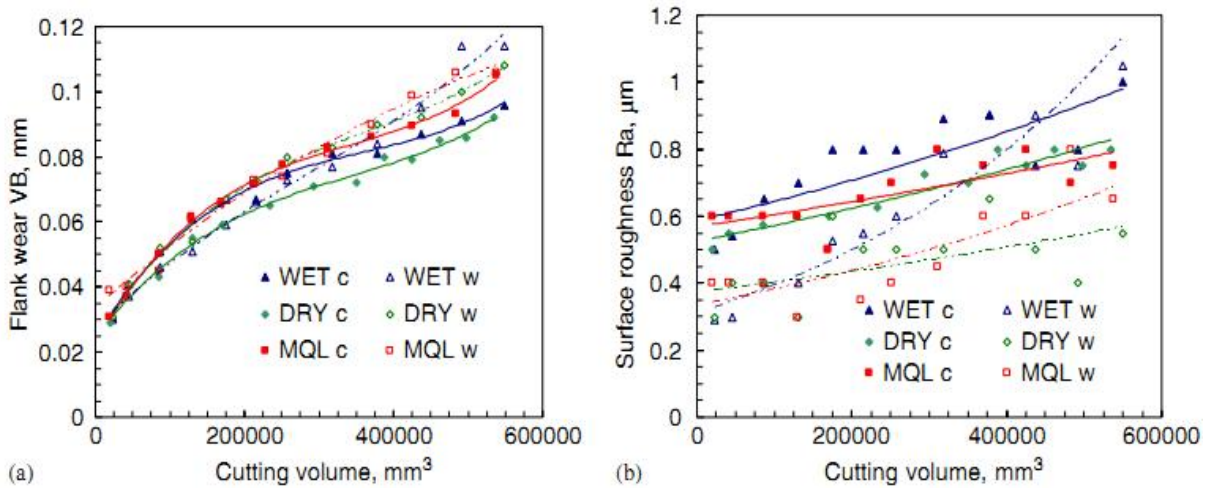 0.12
0.1
0.08
0.06
0.04
0.02
0
Flank wear VB, mm
WET c
WET w
DRY c
DRY w
MQL c
MQL w
0
200000
400000
600000
Cutting volume, mm³
(a)
1.2
1
0.8
0.6
0.4
0.2
0
Surface roughness Ra, μm
WET c
WET w
DRY c
DRY w
MQL c
MQL w
0
200000
400000
600000
Cutting volume, mm³
(b)